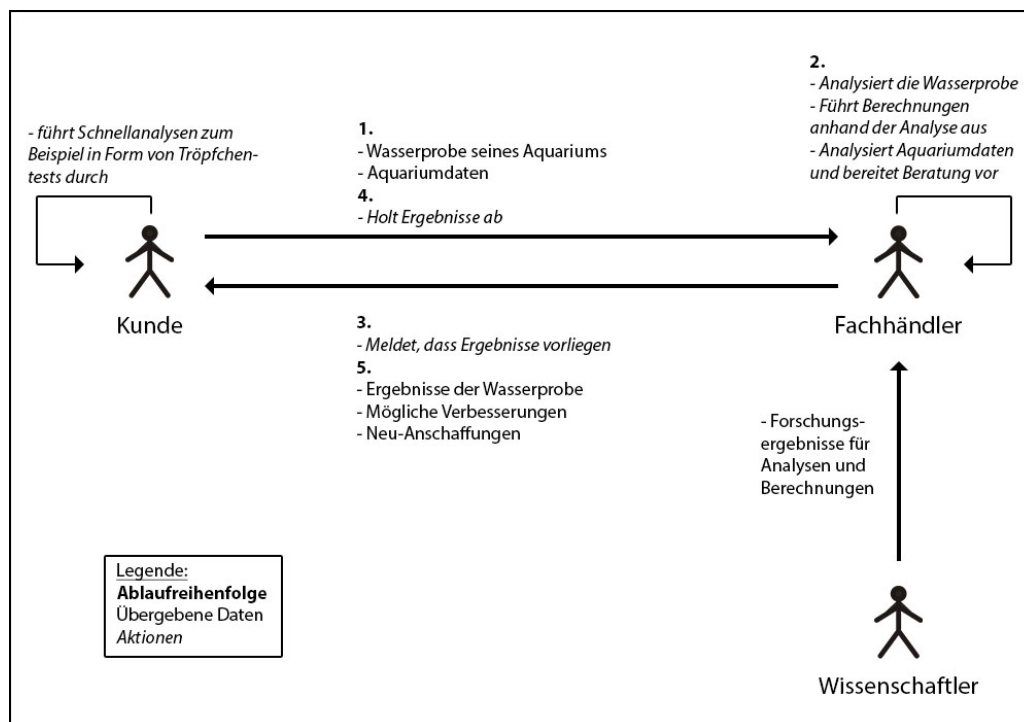 - führt Schnellanalysen zum
Beispiel in Form von Tröpfchen-
tests durch
1.
- Wasserprobe seines Aquariums
- Aquariumdaten
4.
- Holt Ergebnisse ab
2.
- Analysiert die Wasserprobe
- Führt Berechnungen
anhand der Analyse aus
- Analysiert Aquariumdaten
und bereitet Beratung vor
Kunde
Fachhändler
3.
- Meldet, dass Ergebnisse vorliegen
5.
- Ergebnisse der Wasserprobe
- Mögliche Verbesserungen
- Neu-Anschaffungen
- Forschungs-
ergebnisse für
Analysen und
Berechnungen
Legende:
Ablaufreihenfolge
Übergebene Daten
Aktionen
Wissenschaftler